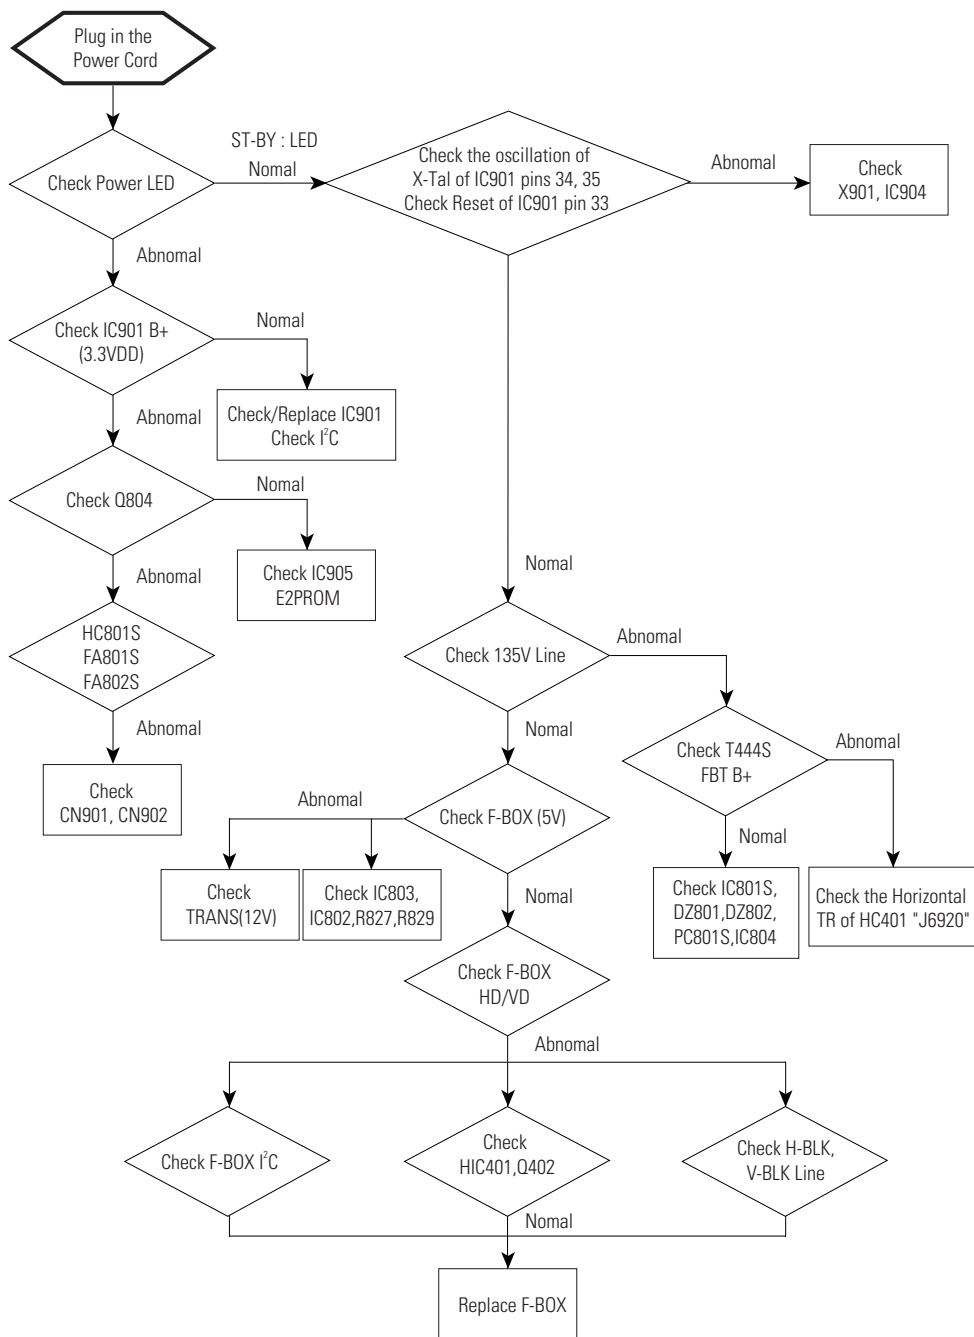 Plug in the
Power Cord
ST-BY : LED
Nomal
Check Power LED
Check the oscillation of
X-Tal of IC901 pins 34, 35
Check Reset of IC901 pin 33
Abnomal
Check
X901, IC904
Abnomal
Check IC901 B+
(3.3VDD)
Nomal
Check/Replace IC901
Check I²C
Abnomal
Check Q804
Nomal
Check IC905
E2PROM
Abnomal
HC801S
FA801S
FA802S
Abnomal
Check
CN901, CN902
Nomal
Check 135V Line
Abnomal
Check T444S
FBT B+
Abnomal
Nomal
Check IC801S,
DZ801,DZ802,
PC801S,IC804
Check the Horizontal
TR of HC401 "J6920"
Nomal
Check F-BOX (5V)
Abnomal
Check
TRANS(12V)
Check IC803,
IC802,R827,R829
Nomal
Check F-BOX
HD/VD
Abnomal
Check F-BOX I²C
Check
HIC401,Q402
Check H-BLK,
V-BLK Line
Nomal
Replace F-BOX